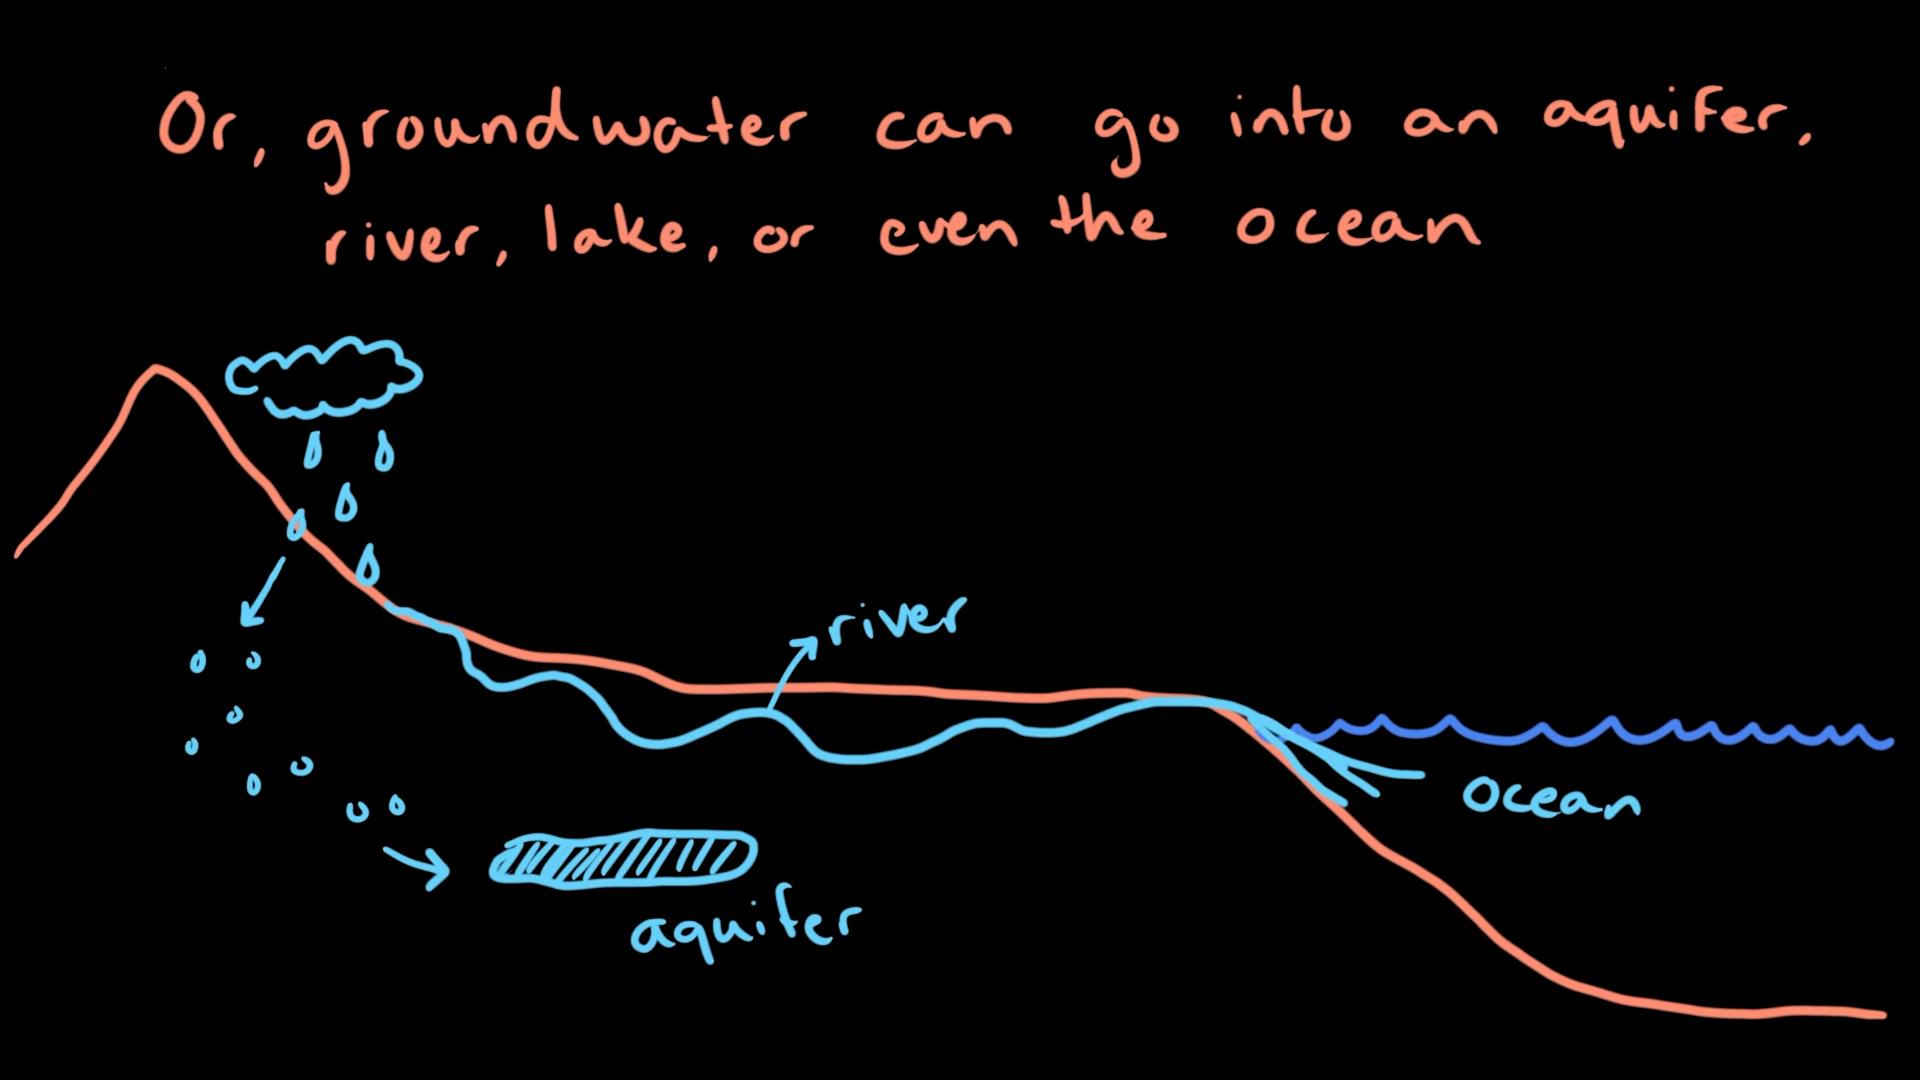 Or, groundwater can go into an aquifer,
river, lake, or even the ocean
river
ocean
aquifer